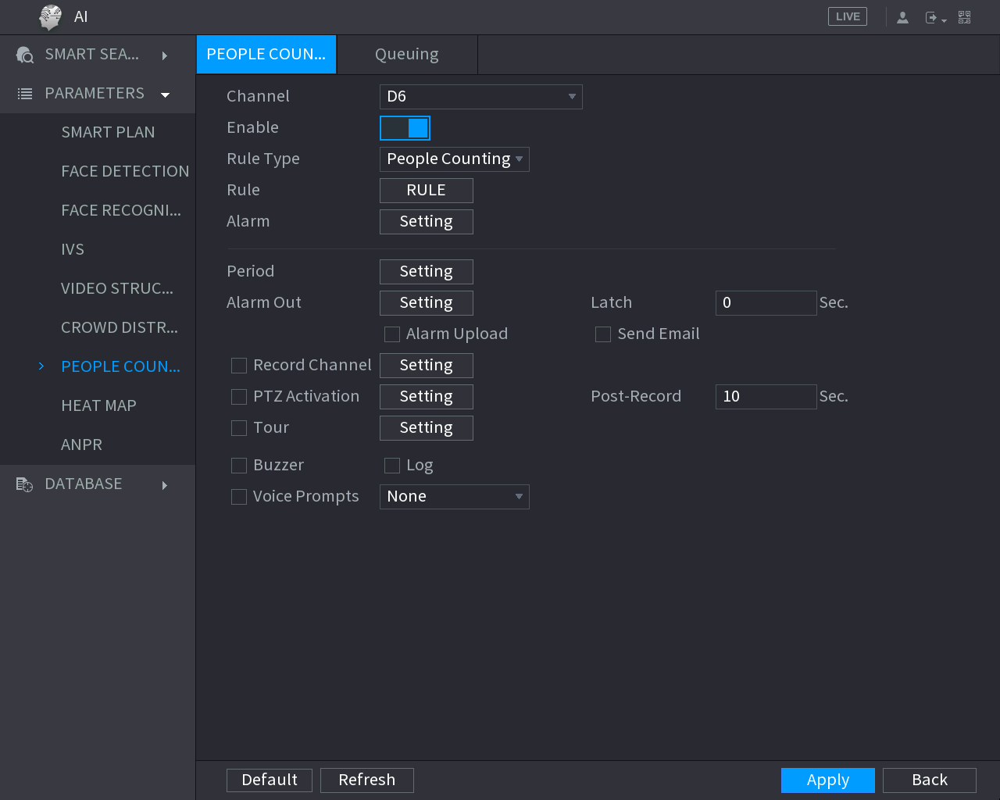 AI
LIVE
SMART SEA...
PARAMETERS
SMART PLAN
FACE DETECTION
FACE RECOGNI...
IVS
VIDEO STRUC...
CROWD DISTR...
PEOPLE COUN...
HEAT MAP
ANPR
DATABASE
PEOPLE COUN... Queuing
Channel D6
Enable
Rule Type People Counting
Rule RULE
Alarm Setting
Period Setting
Alarm Out Setting Latch 0 Sec.
Alarm Upload Send Email
Record Channel Setting
PTZ Activation Setting Post-Record 10 Sec.
Tour Setting
Buzzer Log
Voice Prompts None
Default Refresh Apply Back